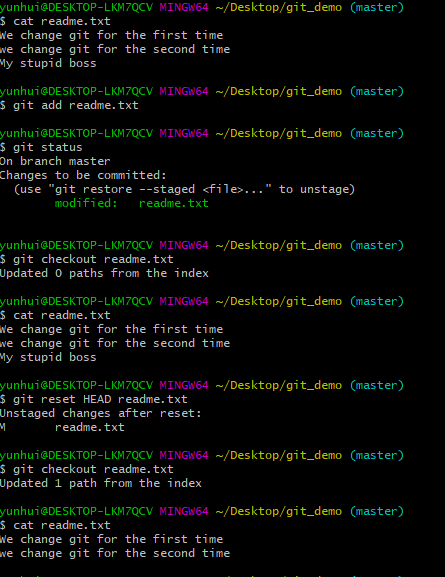 yunhui@DESKTOP-LKM7QCV MINGW64 ~/Desktop/git_demo (master)
$ cat readme.txt
We change git for the first time
we change git for the second time
My stupid boss
yunhui@DESKTOP-LKM7QCV MINGW64 ~/Desktop/git_demo (master)
$ git add readme.txt
yunhui@DESKTOP-LKM7QCV MINGW64 ~/Desktop/git_demo (master)
$ git status
On branch master
Changes to be committed:
  (use "git restore --staged <file>..." to unstage)
        modified:   readme.txt
yunhui@DESKTOP-LKM7QCV MINGW64 ~/Desktop/git_demo (master)
$ git checkout readme.txt
Updated 0 paths from the index
yunhui@DESKTOP-LKM7QCV MINGW64 ~/Desktop/git_demo (master)
$ cat readme.txt
We change git for the first time
we change git for the second time
My stupid boss
yunhui@DESKTOP-LKM7QCV MINGW64 ~/Desktop/git_demo (master)
$ git reset HEAD readme.txt
Unstaged changes after reset:
M       readme.txt
yunhui@DESKTOP-LKM7QCV MINGW64 ~/Desktop/git_demo (master)
$ git checkout readme.txt
Updated 1 path from the index
yunhui@DESKTOP-LKM7QCV MINGW64 ~/Desktop/git_demo (master)
$ cat readme.txt
We change git for the first time
we change git for the second time